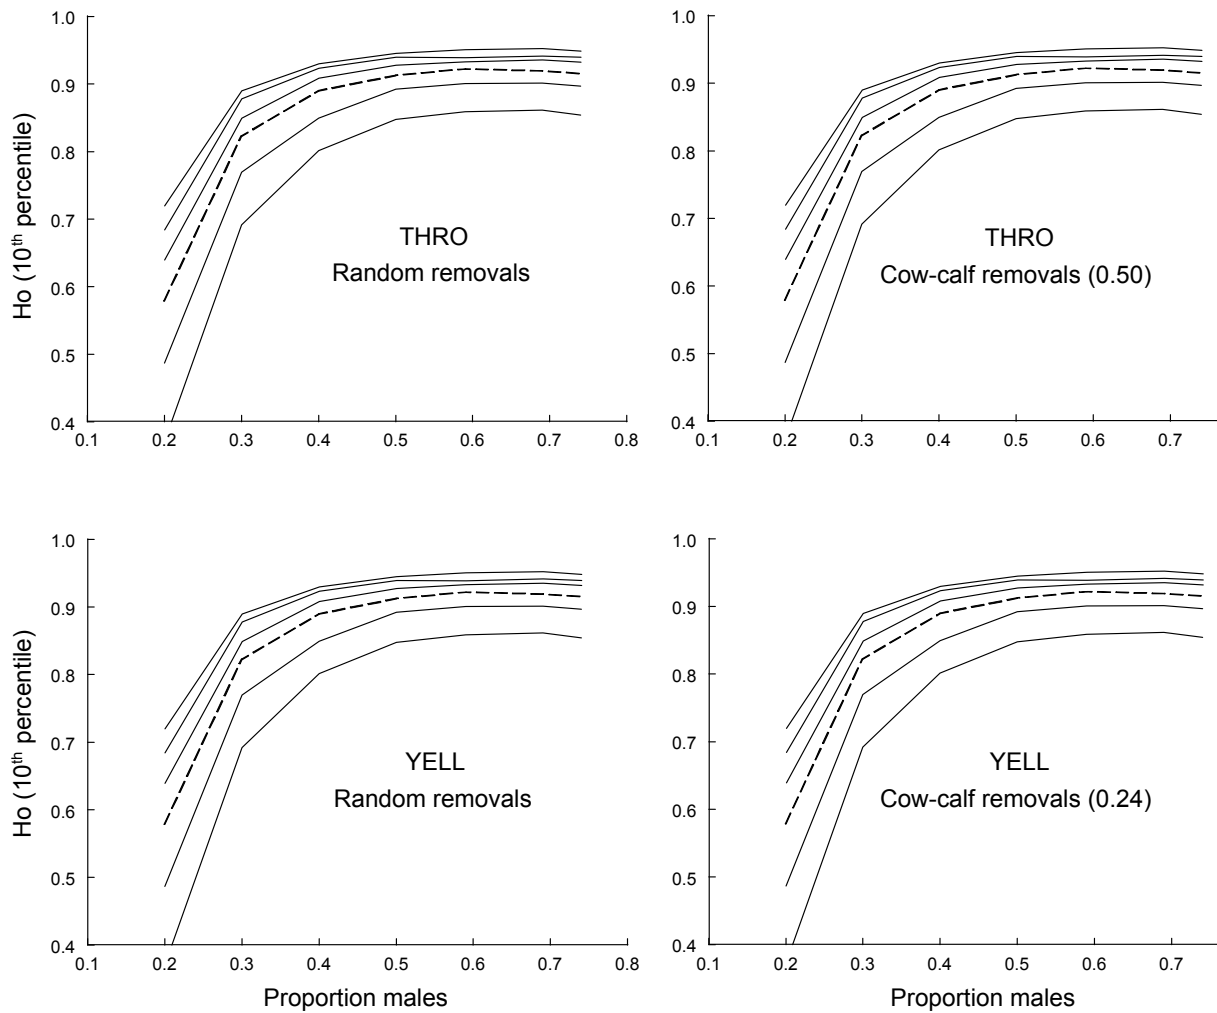 1.0
0.9
0.8
0.7
0.6
0.5
0.4
Ho (10th percentile)
THRO
Random removals
0.1 0.2 0.3 0.4 0.5 0.6 0.7 0.8
1.0
0.9
0.8
0.7
0.6
0.5
0.4
THRO
Cow-calf removals (0.50)
0.1 0.2 0.3 0.4 0.5 0.6 0.7
1.0
0.9
0.8
0.7
0.6
0.5
0.4
Ho (10th percentile)
YELL
Random removals
0.1 0.2 0.3 0.4 0.5 0.6 0.7 0.8
Proportion males
1.0
0.9
0.8
0.7
0.6
0.5
0.4
YELL
Cow-calf removals (0.24)
0.1 0.2 0.3 0.4 0.5 0.6 0.7
Proportion males